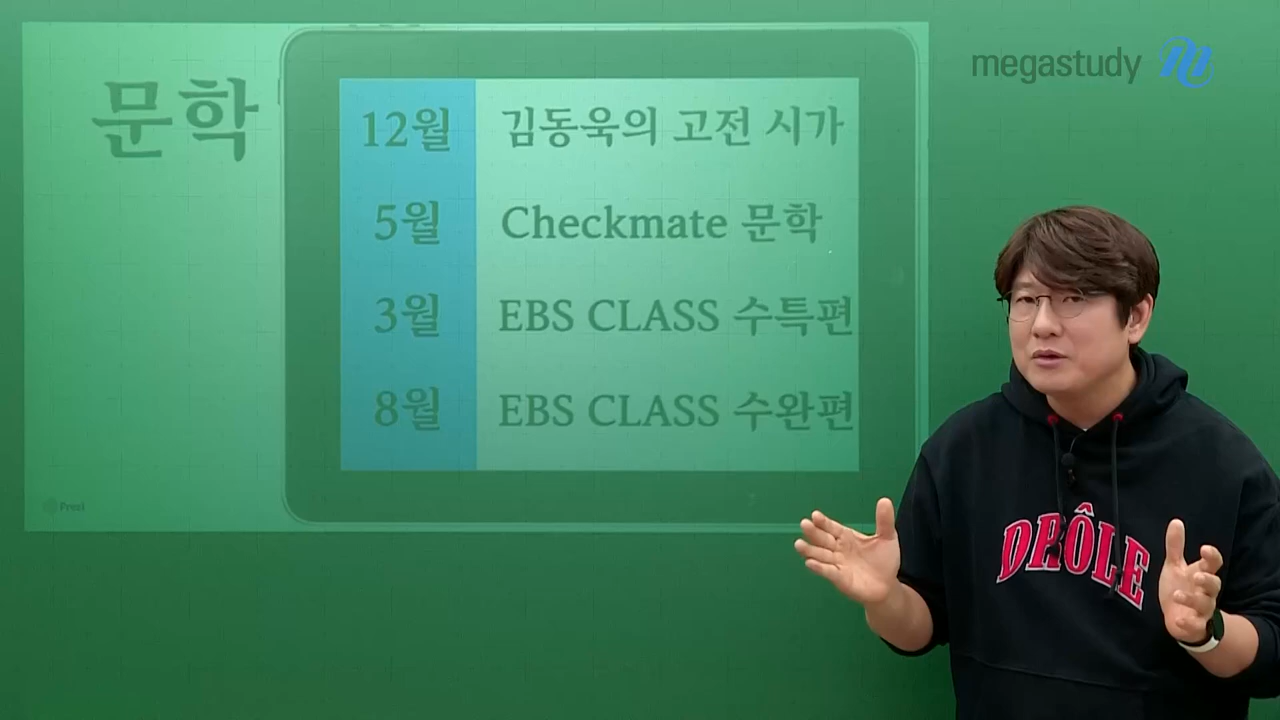 megastudy
문학
12월 김동욱의 고전 시가
5월 Checkmate 문학
3월 EBS CLASS 수특편
8월 EBS CLASS 수완편
Prezi
DRÔLE